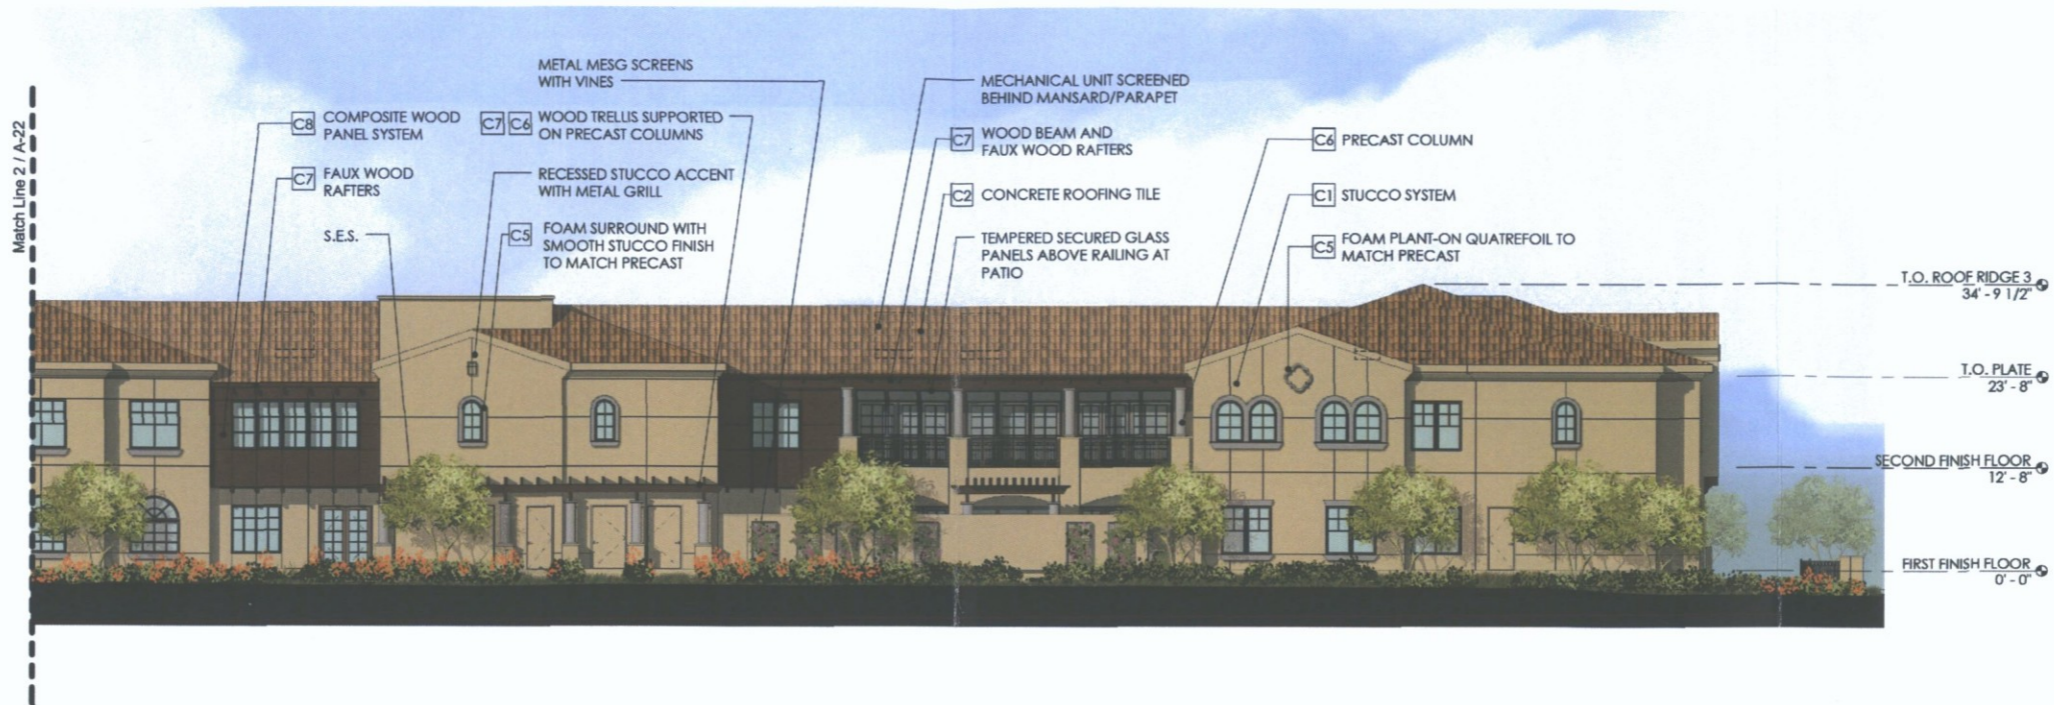 Match Line 2 / A-22
C8 COMPOSITE WOOD
PANEL SYSTEM
C7 FAUX WOOD
RAFTERS
S.E.S.
METAL MESG SCREENS
WITH VINES
C7 C6 WOOD TRELLIS SUPPORTED
ON PRECAST COLUMNS
RECESSED STUCCO ACCENT
WITH METAL GRILL
C5 FOAM SURROUND WITH
SMOOTH STUCCO FINISH
TO MATCH PRECAST
MECHANICAL UNIT SCREENED
BEHIND MANSARD/PARAPET
C7 WOOD BEAM AND
FAUX WOOD RAFTERS
C2 CONCRETE ROOFING TILE
TEMPERED SECURED GLASS
PANELS ABOVE RAILING AT
PATIO
C6 PRECAST COLUMN
C1 STUCCO SYSTEM
C5 FOAM PLANT-ON QUATREFOIL TO
MATCH PRECAST
T.O. ROOF RIDGE 3
34' - 9 1/2"
T.O. PLATE
23' - 8"
SECOND FINISH FLOOR
12' - 8"
FIRST FINISH FLOOR
0' - 0"